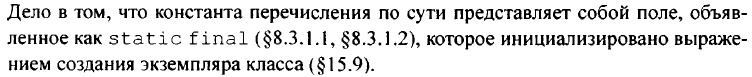 Дело в том, что константа перечисления по сути представляет собой поле, объяв-
ленное как static final (§8.3.1.1, §8.3.1.2), которое инициализировано выраже-
нием создания экземпляра класса (§15.9).